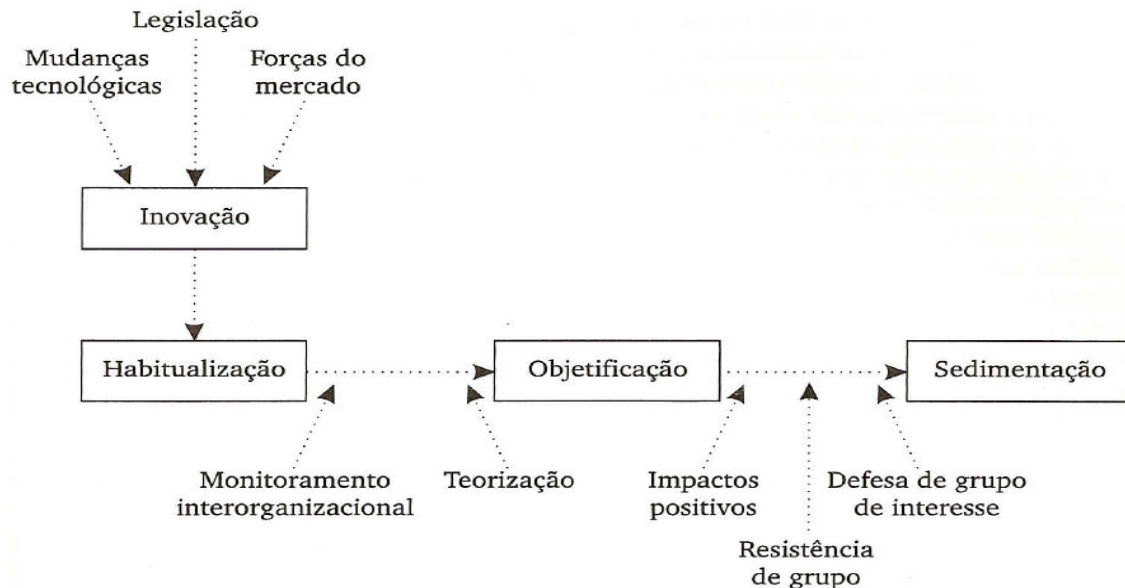 Legislação
Mudanças
tecnológicas
Forças do
mercado
Inovação
Habitualização
Objetificação
Sedimentação
Monitoramento
interorganizacional
Teorização
Impactos
positivos
Defesa de grupo
de interesse
Resistência
de grupo